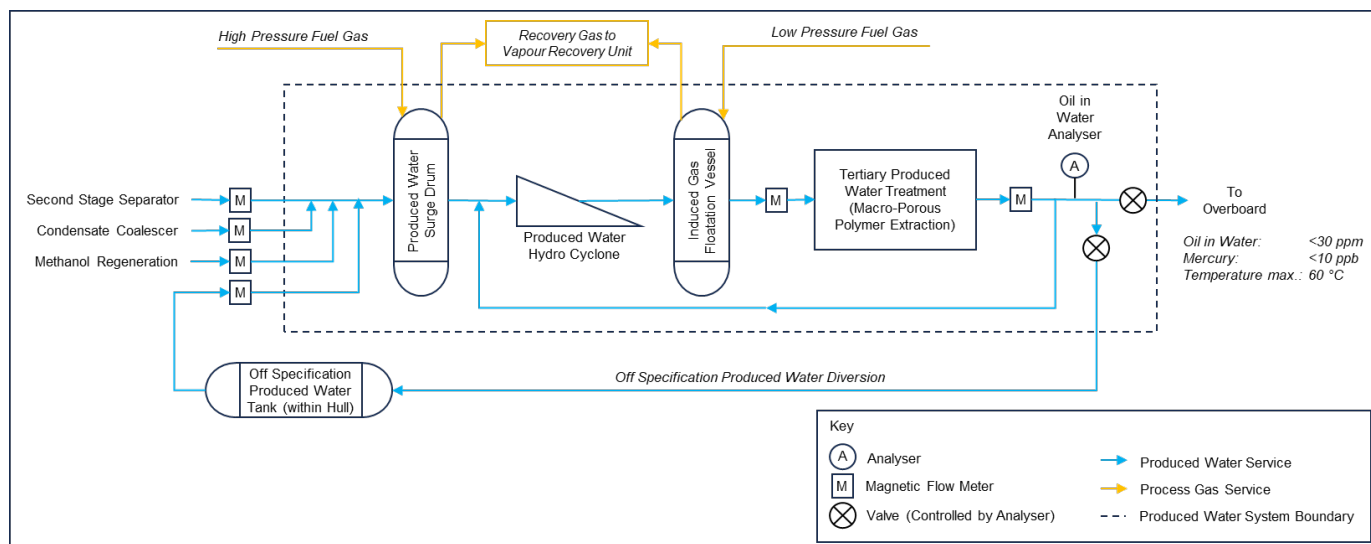 High Pressure Fuel Gas
Recovery Gas to
Vapour Recovery Unit
Low Pressure Fuel Gas
Oil in
Water
Analyser
A
Second Stage Separator
M
Condensate Coalescer
M
Methanol Regeneration
M
M
Produced Water
Surge Drum
Produced Water
Hydro Cyclone
Induced Gas
Floatation Vessel
M
Tertiary Produced
Water Treatment
(Macro-Porous
Polymer Extraction)
M
To
Overboard
Oil in Water: <30 ppm
Mercury: <10 ppb
Temperature max.: 60 °C
Off Specification
Produced Water
Tank (within Hull)
Off Specification Produced Water Diversion
Key
A Analyser
M Magnetic Flow Meter
Valve (Controlled by Analyser)
Produced Water Service
Process Gas Service
Produced Water System Boundary